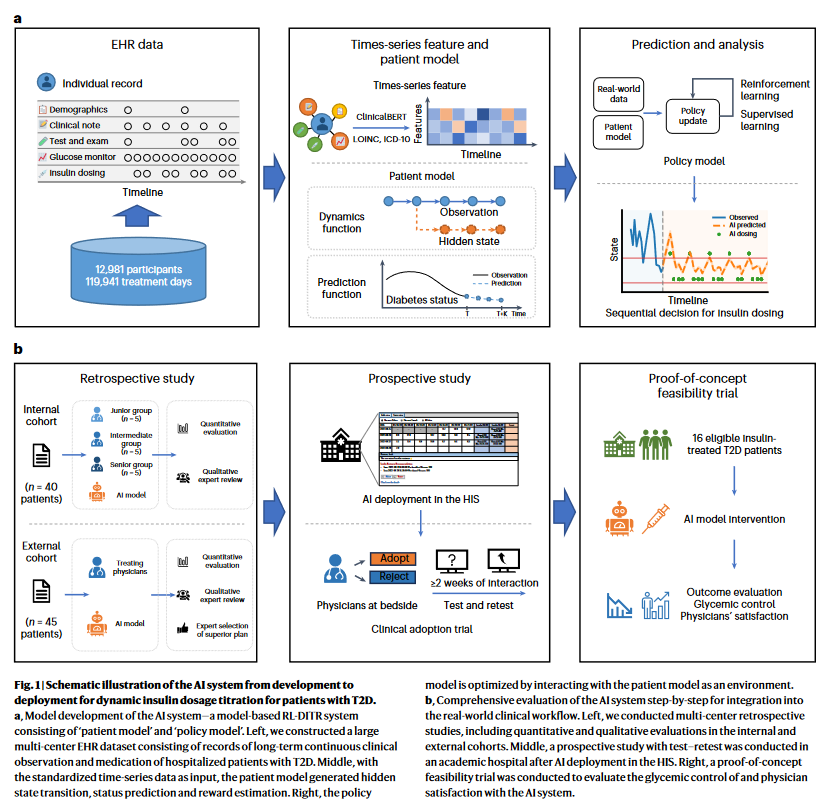 a
EHR data
Individual record
Demographics
Clinical note
Test and exam
Glucose monitor
Insulin dosing
Timeline
12,981 participants
119,941 treatment days
Times-series feature and
patient model
Times-series feature
ClinicalBERT
LOINC, ICD-10
Features
Timeline
Patient model
Dynamics
function
Observation
Hidden state
Prediction
function
Observation
Prediction
Diabetes status
T
T+K
Time
Prediction and analysis
Real-world
data
Patient
model
Policy
update
Reinforcement
learning
Supervised
learning
Policy model
State
Observed
AI predicted
AI dosing
Timeline
Sequential decision for insulin dosing
b
Retrospective study
Internal
cohort
(n = 40
patients)
Junior group
(n = 5)
Intermediate
group
(n = 5)
Senior group
(n = 5)
AI model
Quantitative
evaluation
Qualitative
expert review
External
cohort
(n = 45
patients)
Treating
physicians
AI model
Quantitative
evaluation
Qualitative
expert review
Expert selection
of superior plan
Prospective study
AI deployment in the HIS
Adopt
Reject
?
≥2 weeks of interaction
Physicians at bedside
Test and retest
Clinical adoption trial
Proof-of-concept
feasibility trial
16 eligible insulin-
treated T2D patients
AI model intervention
Outcome evaluation
Glycemic control
Physicians' satisfaction
Fig. 1 | Schematic illustration of the AI system from development to
deployment for dynamic insulin dosage titration for patients with T2D.
a, Model development of the AI system—a model-based RL-DITR system
consisting of 'patient model' and 'policy model'. Left, we constructed a large
multi-center EHR dataset consisting of records of long-term continuous clinical
observation and medication of hospitalized patients with T2D. Middle, with
the standardized time-series data as input, the patient model generated hidden
state transition, status prediction and reward estimation. Right, the policy
model is optimized by interacting with the patient model as an environment.
b, Comprehensive evaluation of the AI system step-by-step for integration into
the real-world clinical workflow. Left, we conducted multi-center retrospective
studies, including quantitative and qualitative evaluations in the internal and
external cohorts. Middle, a prospective study with test–retest was conducted in
an academic hospital after AI deployment in the HIS. Right, a proof-of-concept
feasibility trial was conducted to evaluate the glycemic control of and physician
satisfaction with the AI system.